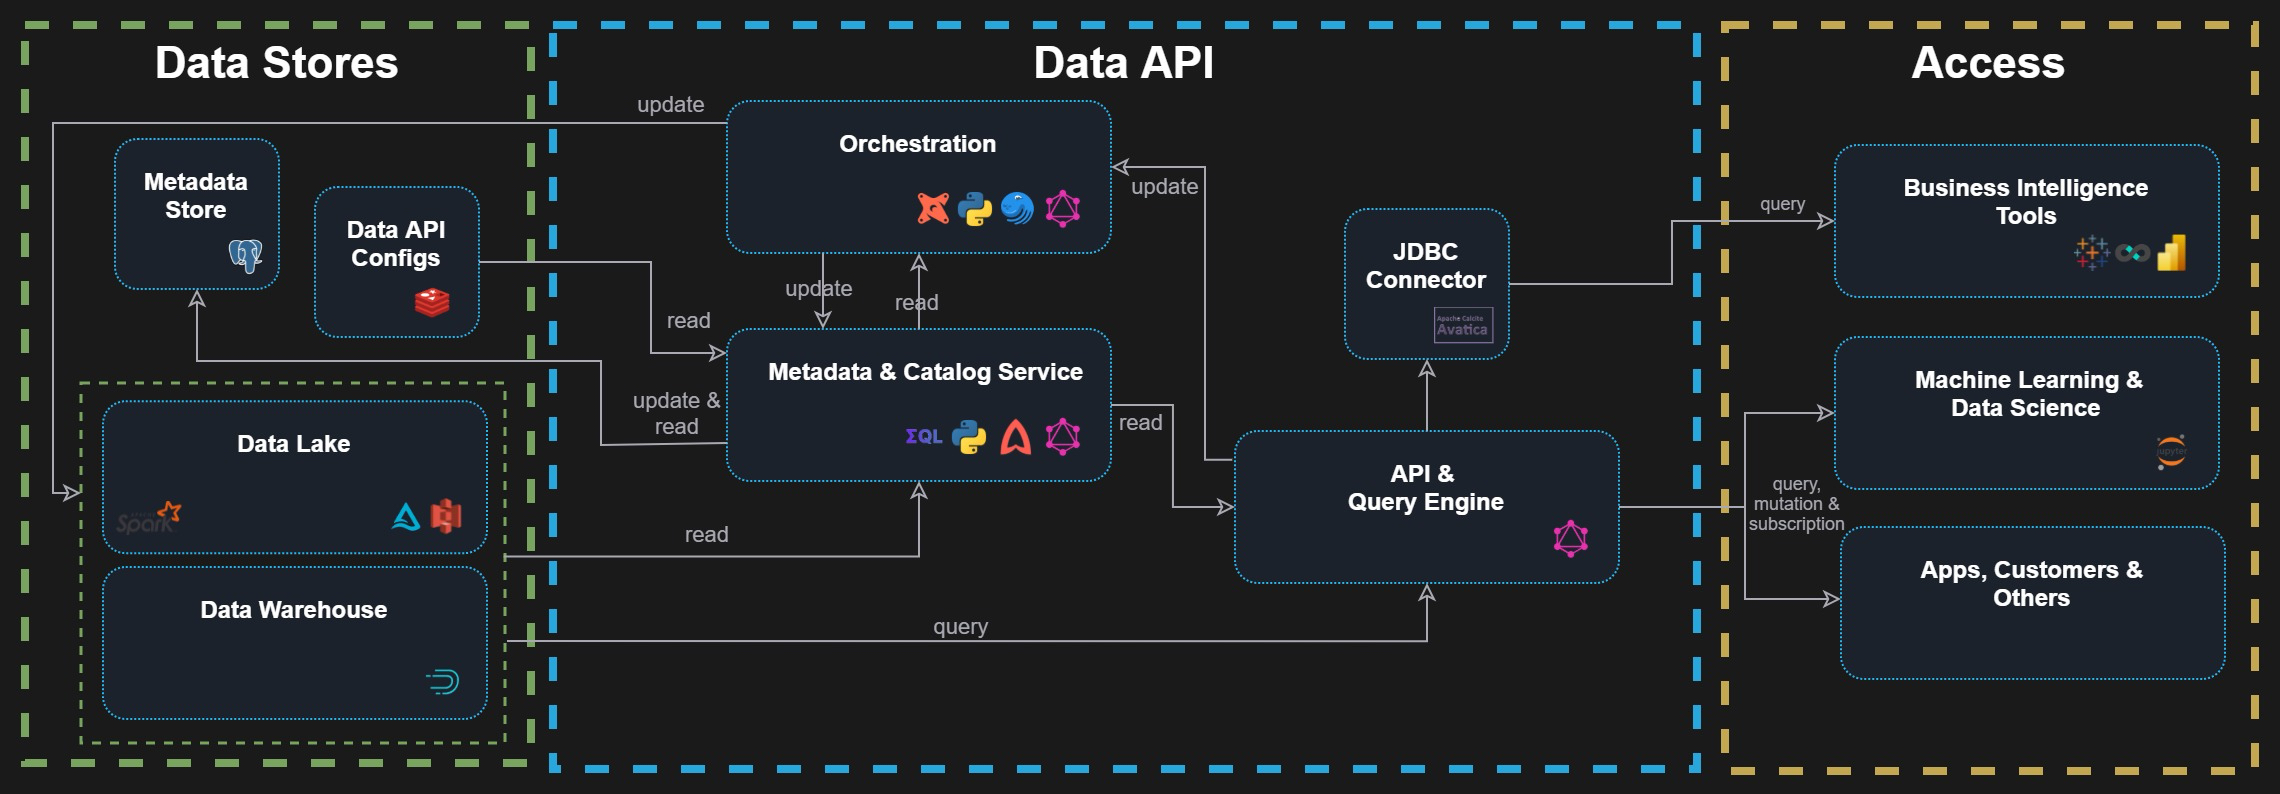 Data Stores
Data API
Access
update
Metadata
Store
Data API
Configs
Orchestration
update
update
read
read
JDBC
Connector
Apache Calcite
Avatica
query
Business Intelligence
Tools
Metadata & Catalog Service
ΣQL
update &
read
read
Machine Learning &
Data Science
jupyter
Data Lake
APACHE
Spark
API &
Query Engine
query,
mutation &
subscription
read
Data Warehouse
Apps, Customers &
Others
query